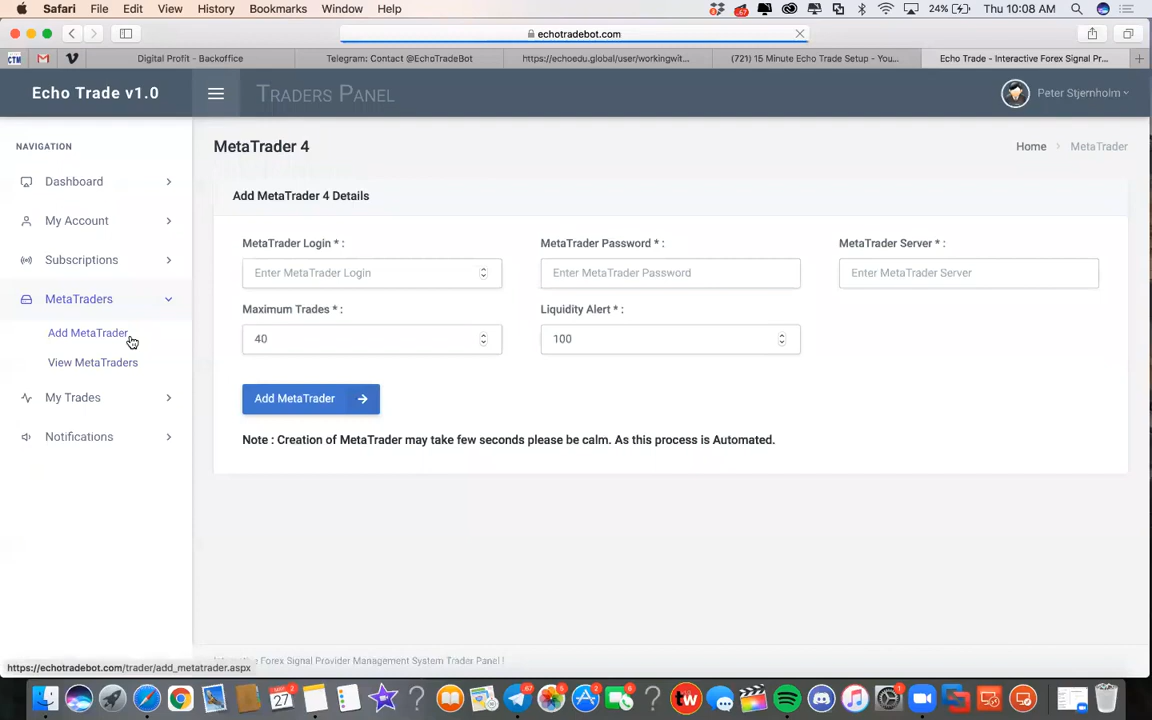 Safari File Edit View History Bookmarks Window Help 24% Thu 10:08 AM
echotradebot.com
CTM Digital Profit - Backoffice Telegram: Contact @EchoTradeBot https://echoedu.global/user/workingwit... (721) 15 Minute Echo Trade Setup - You... Echo Trade - Interactive Forex Signal Pr...
Echo Trade v1.0 TRADERS PANEL Peter Stjernholm
NAVIGATION
MetaTrader 4 Home > MetaTrader
Dashboard
Add MetaTrader 4 Details
My Account
MetaTrader Login * : MetaTrader Password * : MetaTrader Server * :
Subscriptions
Enter MetaTrader Login Enter MetaTrader Password Enter MetaTrader Server
MetaTraders
Maximum Trades * : Liquidity Alert * :
Add MetaTrader
40 100
View MetaTraders
My Trades
Add MetaTrader
Notifications
Note : Creation of MetaTrader may take few seconds please be calm. As this process is Automated.
Forex Signal Provider Management System Trader Panel !
https://echotradebot.com/trader/add_metatrader.aspx
27
tw